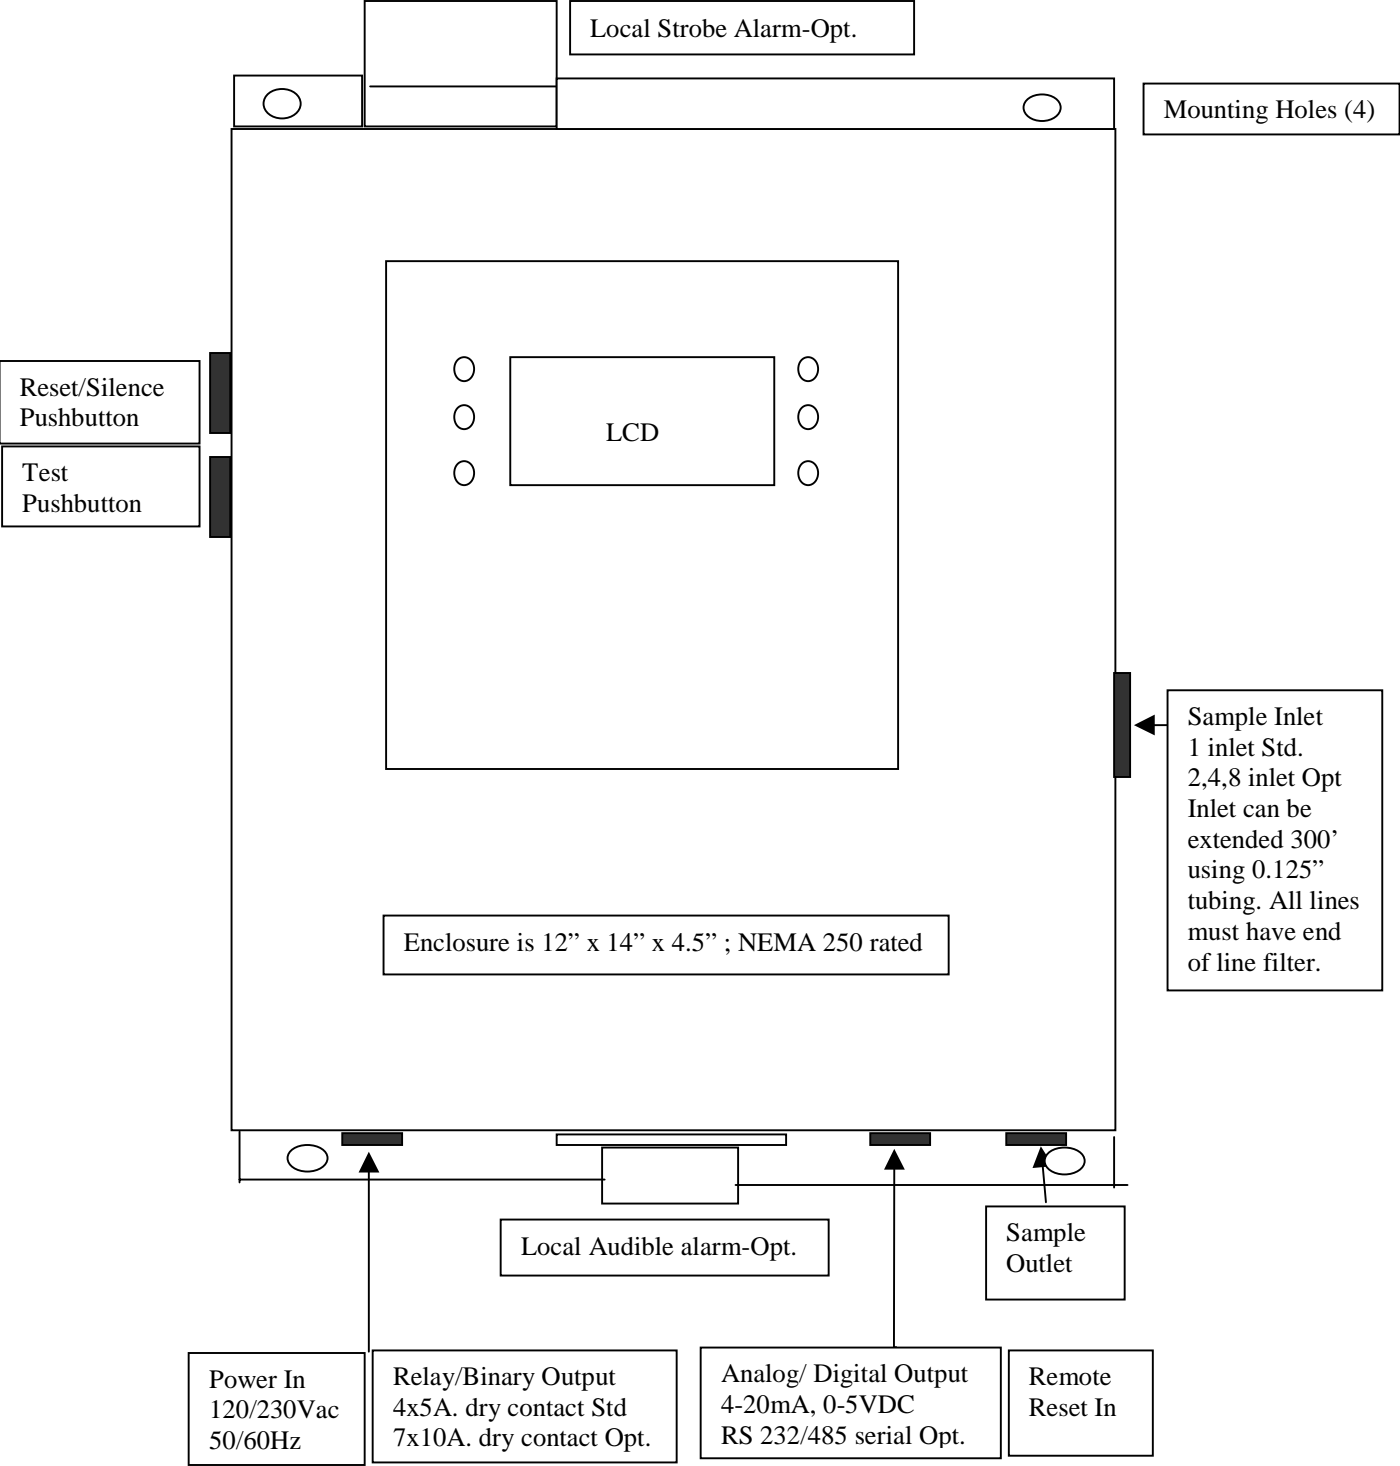 Local Strobe Alarm-Opt.
Mounting Holes (4)
Reset/Silence
Pushbutton
Test
Pushbutton
LCD
Sample Inlet
1 inlet Std.
2,4,8 inlet Opt
Inlet can be
extended 300’
using 0.125”
tubing. All lines
must have end
of line filter.
Enclosure is 12” x 14” x 4.5” ; NEMA 250 rated
Local Audible alarm-Opt.
Sample
Outlet
Power In
120/230Vac
50/60Hz
Relay/Binary Output
4x5A. dry contact Std
7x10A. dry contact Opt.
Analog/ Digital Output
4-20mA, 0-5VDC
RS 232/485 serial Opt.
Remote
Reset In